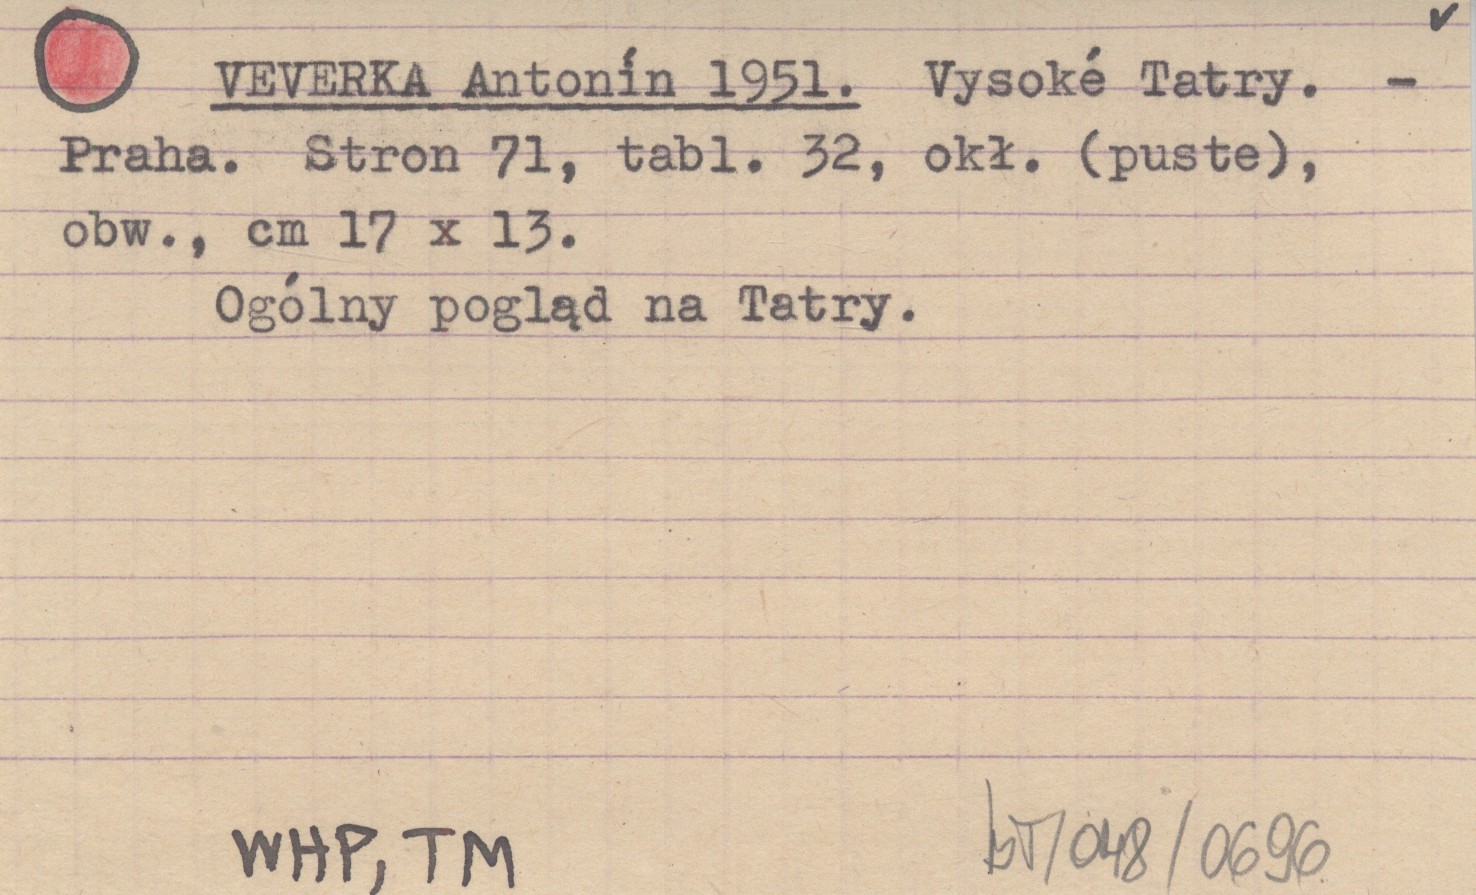 VEVERKA Antonín 1951. Vysoké Tatry. -
Praha. Stron 71, tabl. 32, okł. (puste),
obw., cm 17 x 13.
Ogólny pogląd na Tatry.
WHP, TM
bT/048/0696